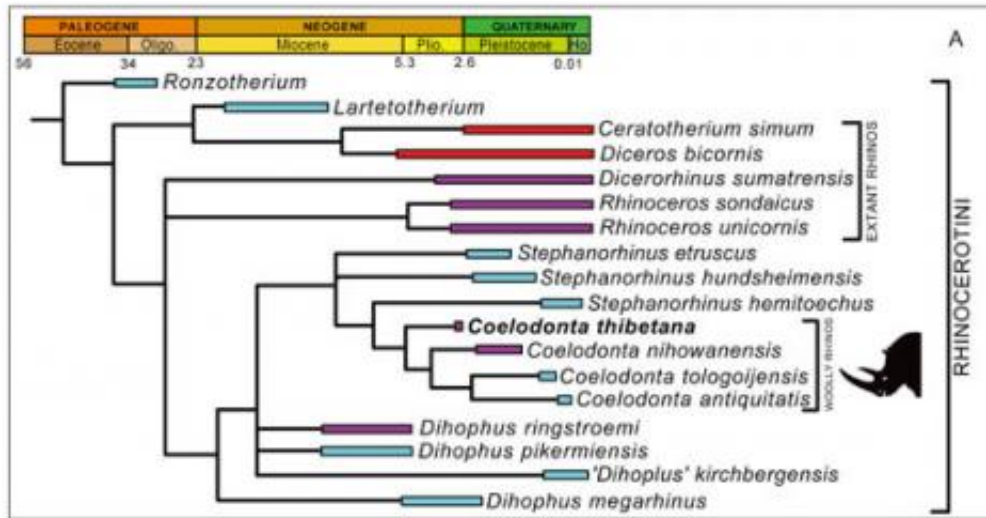 PALEOGENE NEOGENE QUATERNARY
Eocene Oligo. Miocene Plio. Pleistocene Ho.
56 34 23 5.3 2.6 0.01
A
Ronzotherium
Lartetotherium
Ceratotherium simum
Diceros bicornis
Dicerorhinus sumatrensis
Rhinoceros sondaicus
Rhinoceros unicornis
EXTANT RHINOS
Stephanorhinus etruscus
Stephanorhinus hundsheimensis
Stephanorhinus hemitoechus
Coelodonta thibetana
Coelodonta nihowanensis
Coelodonta tologoijensis
Coelodonta antiquitatis
WOOLLY RHINOS
Dihophus ringstroemi
Dihophus pikermiensis
'Dihoplus' kirchbergensis
Dihophus megarhinus
RHINOCEROTINI